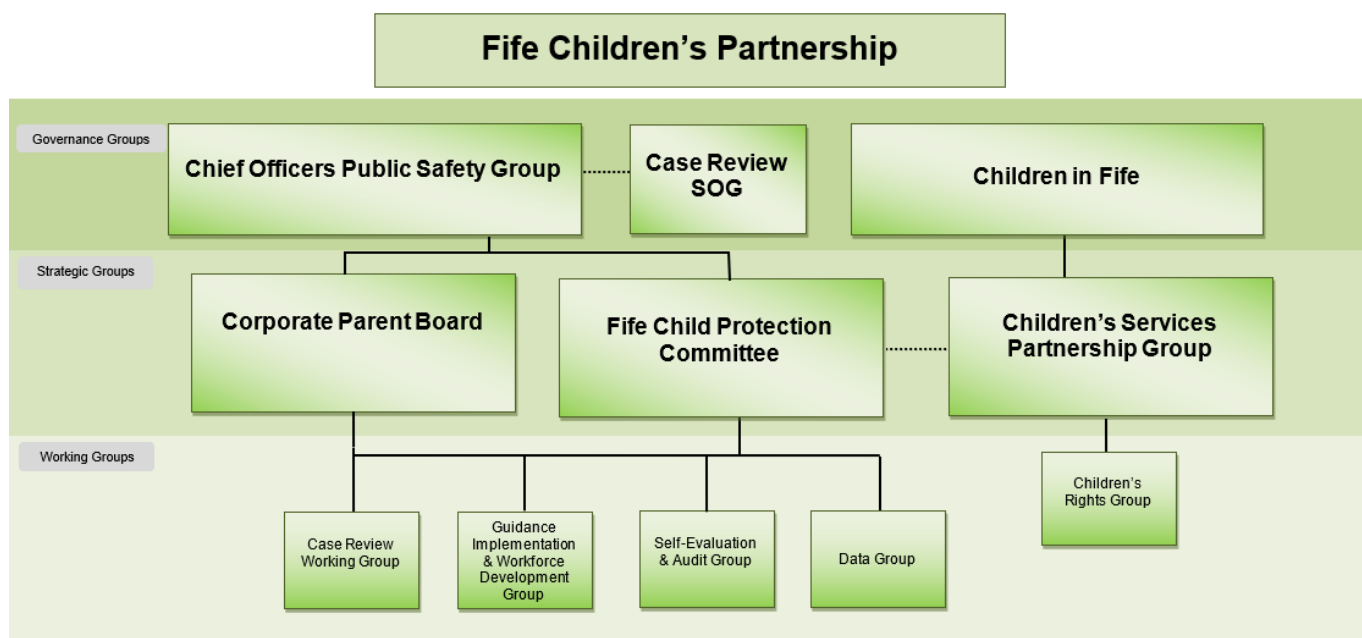 Fife Children's Partnership
Governance Groups
Chief Officers Public Safety Group
Case Review
SOG
Children in Fife
Strategic Groups
Corporate Parent Board
Fife Child Protection
Committee
Children's Services
Partnership Group
Working Groups
Case Review
Working Group
Guidance
Implementation
& Workforce
Development
Group
Self-Evaluation
& Audit Group
Data Group
Children's
Rights Group